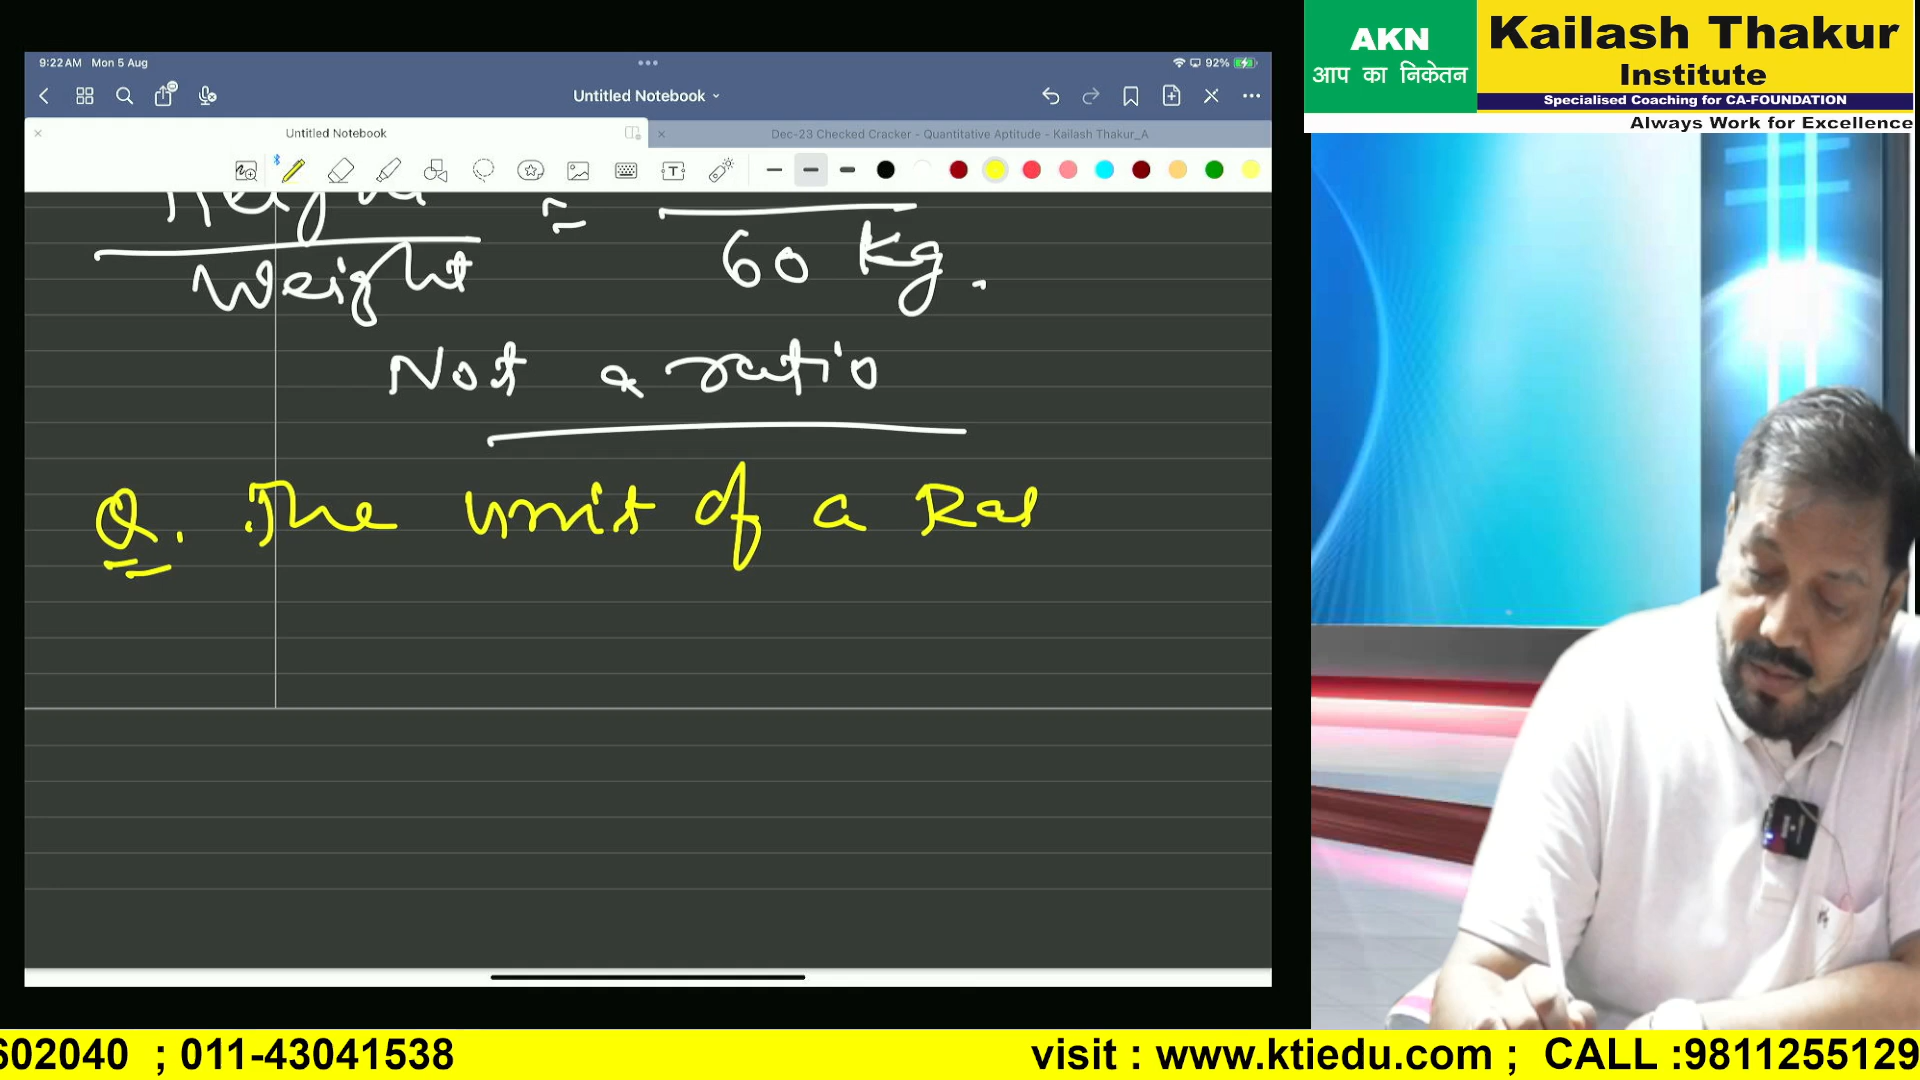 AKN
आप का निकेतन
Kailash Thakur
Institute
Specialised Coaching for CA-FOUNDATION
Always Work for Excellence
9:22 AM Mon 5 Aug
92%
Untitled Notebook
Untitled Notebook
Dec-23 Checked Cracker - Quantitative Aptitude - Kailash Thakur_A
T
Height
Weight = 60 kg.
Not a ratio
Q. The unit of a Rat
602040 ; 011-43041538 visit : www.ktiedu.com ; CALL :9811255129